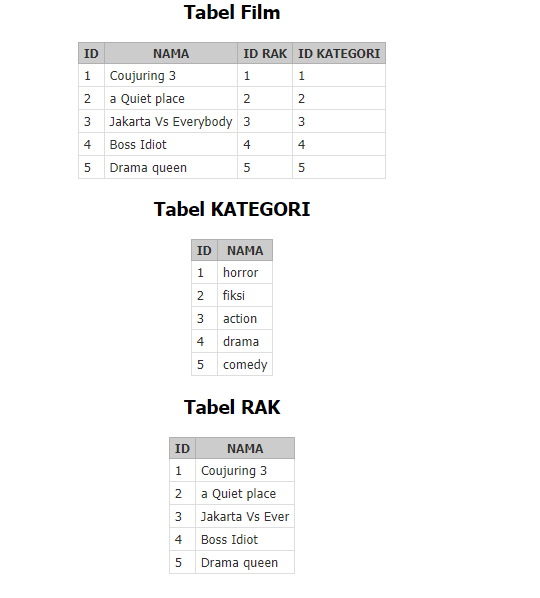 Tabel Film
ID NAMA ID RAK ID KATEGORI
1 Coujuring 3 1 1
2 a Quiet place 2 2
3 Jakarta Vs Everybody 3 3
4 Boss Idiot 4 4
5 Drama queen 5 5
Tabel KATEGORI
ID NAMA
1 horror
2 fiksi
3 action
4 drama
5 comedy
Tabel RAK
ID NAMA
1 Coujuring 3
2 a Quiet place
3 Jakarta Vs Ever
4 Boss Idiot
5 Drama queen